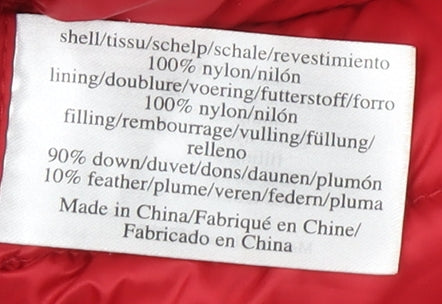 shell/tissu/schelp/schale/revestimiento
100% nylon/nilón
lining/doublure/voering/futterstoff/forro
100% nylon/nilón
filling/rembourrage/vulling/füllung/
relleno
90% down/duvet/dons/daunen/plumón
10% feather/plume/veren/federn/pluma
Made in China/Fabriqué en Chine/
Fabricado en China